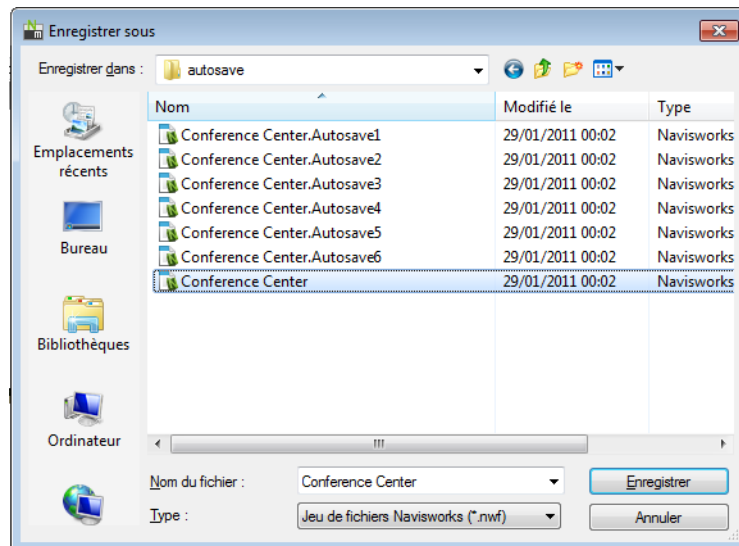 Enregistrer sous
Enregistrer dans :
autosave
Nom
Modifié le
Type
Conference Center.Autosave1 29/01/2011 00:02 Navisworks
Conference Center.Autosave2 29/01/2011 00:02 Navisworks
Conference Center.Autosave3 29/01/2011 00:02 Navisworks
Conference Center.Autosave4 29/01/2011 00:02 Navisworks
Conference Center.Autosave5 29/01/2011 00:02 Navisworks
Conference Center.Autosave6 29/01/2011 00:02 Navisworks
Conference Center 29/01/2011 00:02 Navisworks
Emplacements
récents
Bureau
Bibliothèques
Ordinateur
Nom du fichier :
Conference Center
Enregistrer
Type :
Jeu de fichiers Navisworks (*.nwf)
Annuler